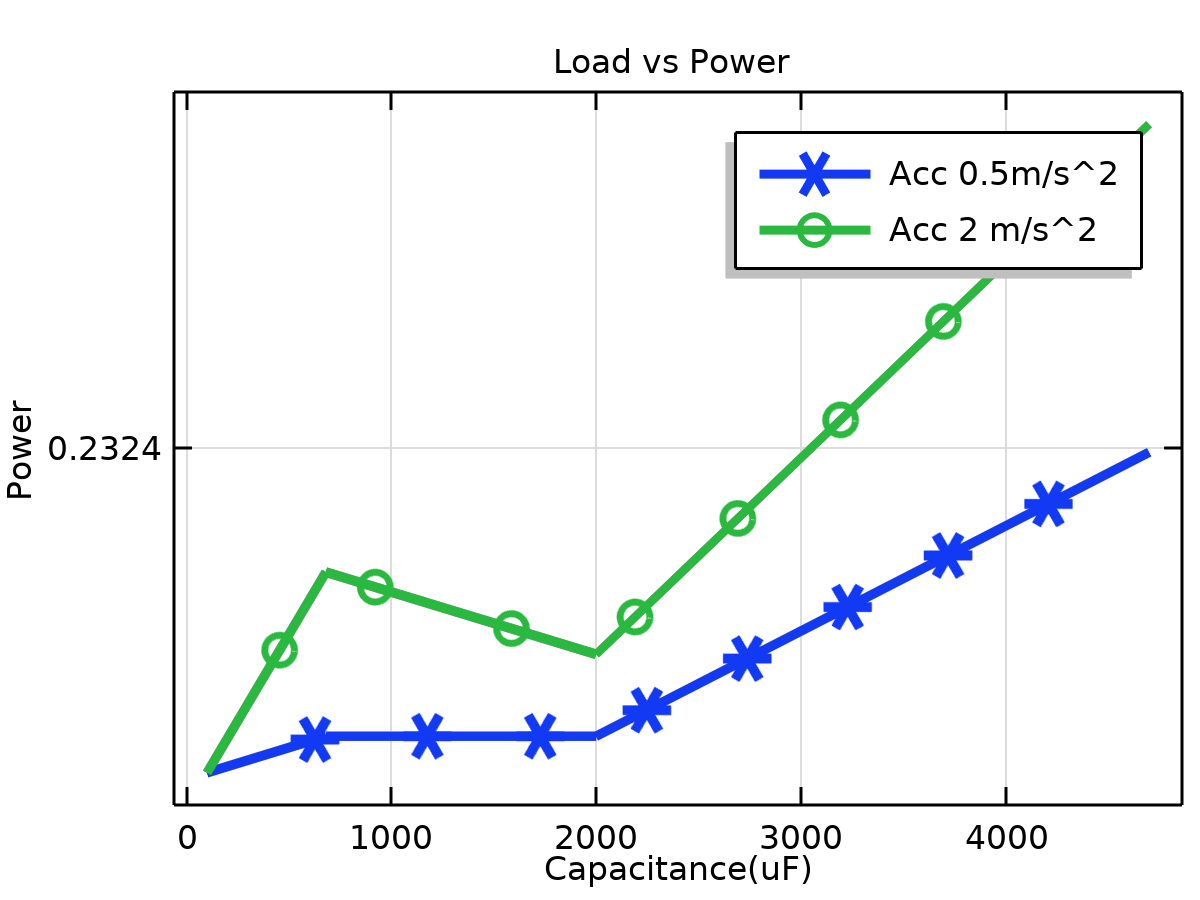 Load vs Power
Acc 0.5m/s^2
Acc 2 m/s^2
Power
0.2324
0 1000 2000 3000 4000
Capacitance(uF)